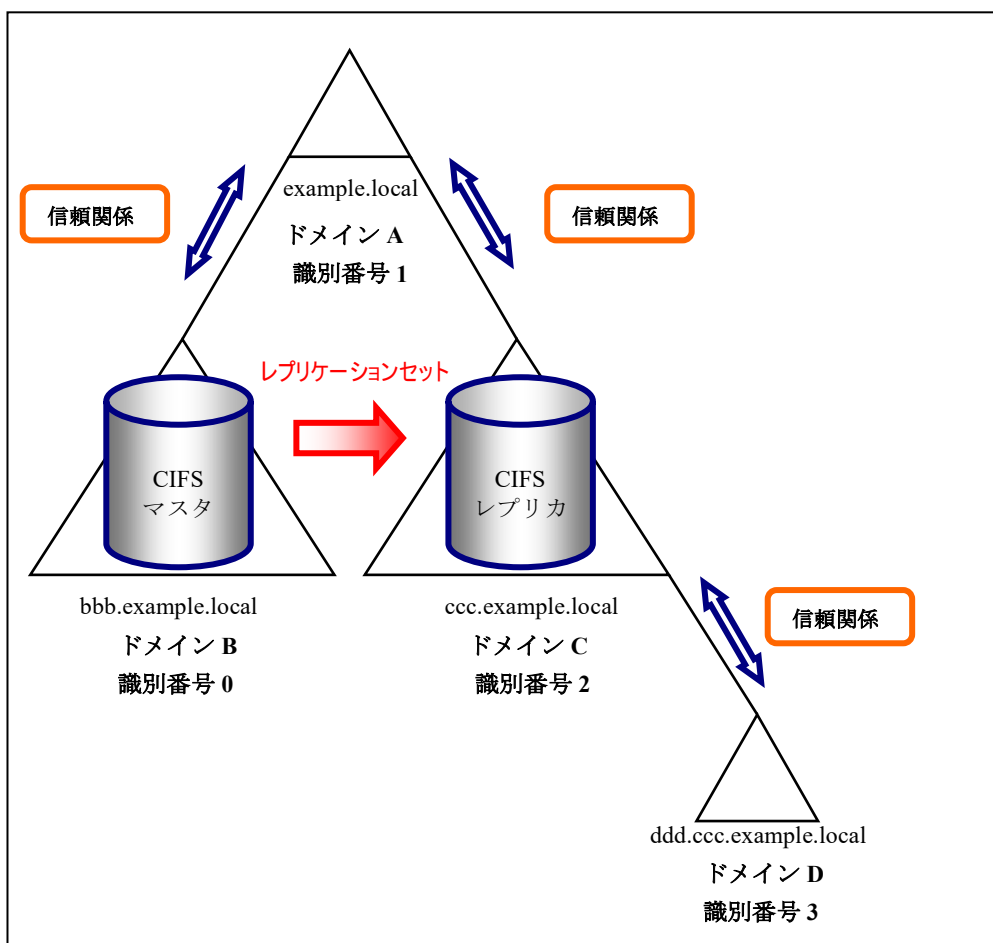 信頼関係
信頼関係
example.local
ドメイン A
識別番号 1
レプリケーションセット
CIFS
マスタ
CIFS
レプリカ
bbb.example.local
ドメイン B
識別番号 0
ccc.example.local
ドメイン C
識別番号 2
信頼関係
ddd.ccc.example.local
ドメイン D
識別番号 3